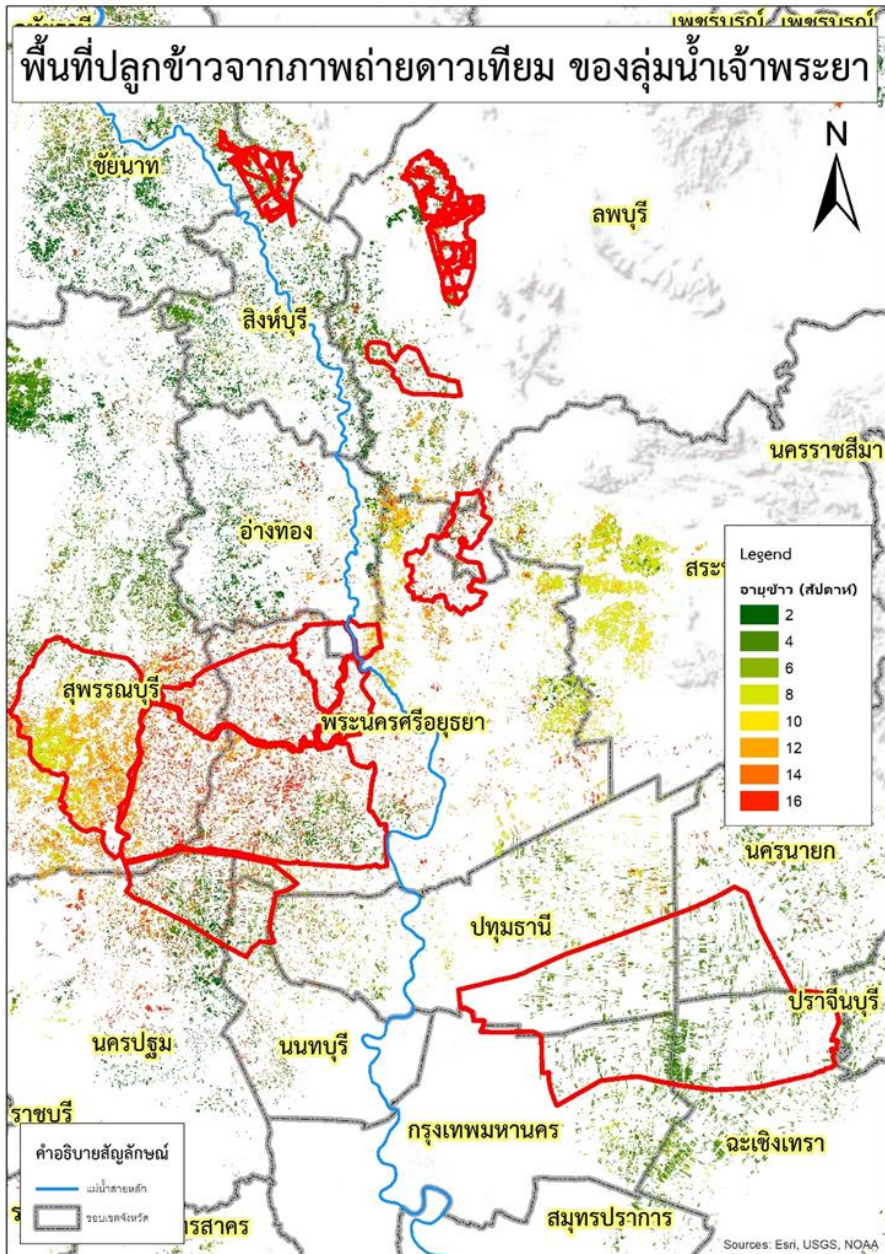 เพชรบูรณ์
เพชรบูรณ์
พื้นที่ปลูกข้าวจากภาพถ่ายดาวเทียม ของลุ่มน้ำเจ้าพระยา
N
ชัยนาท
ลพบุรี
สิงห์บุรี
นครราชสีมา
อ่างทอง
สระ
Legend
อายุข้าว (สัปดาห์)
2
4
6
8
10
12
14
16
สุพรรณบุรี
พระนครศรีอยุธยา
นครนายก
ปทุมธานี
ปราจีนบุรี
นครปฐม
นนทบุรี
ราชบุรี
กรุงเทพมหานคร
ฉะเชิงเทรา
คำอธิบายสัญลักษณ์
แม่น้ำสายหลัก
ขอบเขตจังหวัด
รสาคร
สมุทรปราการ
Sources: Esri, USGS, NOAA